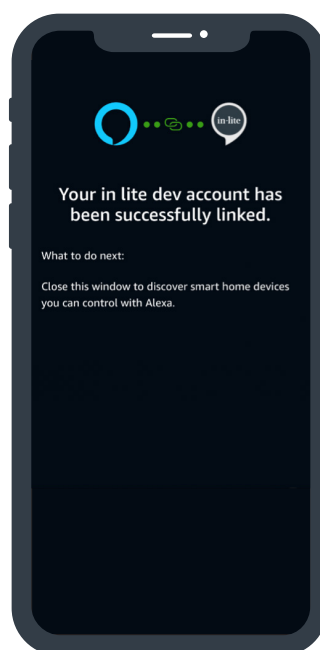 in-lite
Your in lite dev account has
been successfully linked.
What to do next:
Close this window to discover smart home devices
you can control with Alexa.